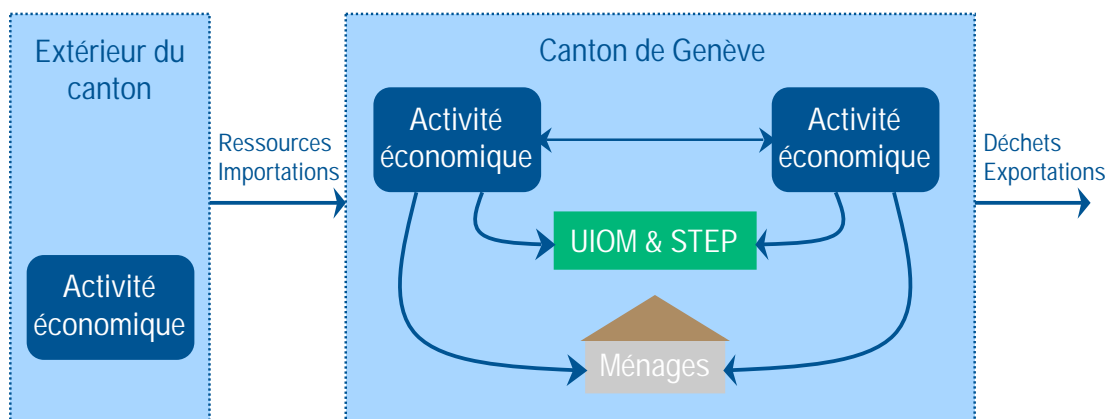 Extérieur du
canton
Activité
économique
Ressources
Importations
Canton de Genève
Activité
économique
Activité
économique
UIOM & STEP
Ménages
Déchets
Exportations